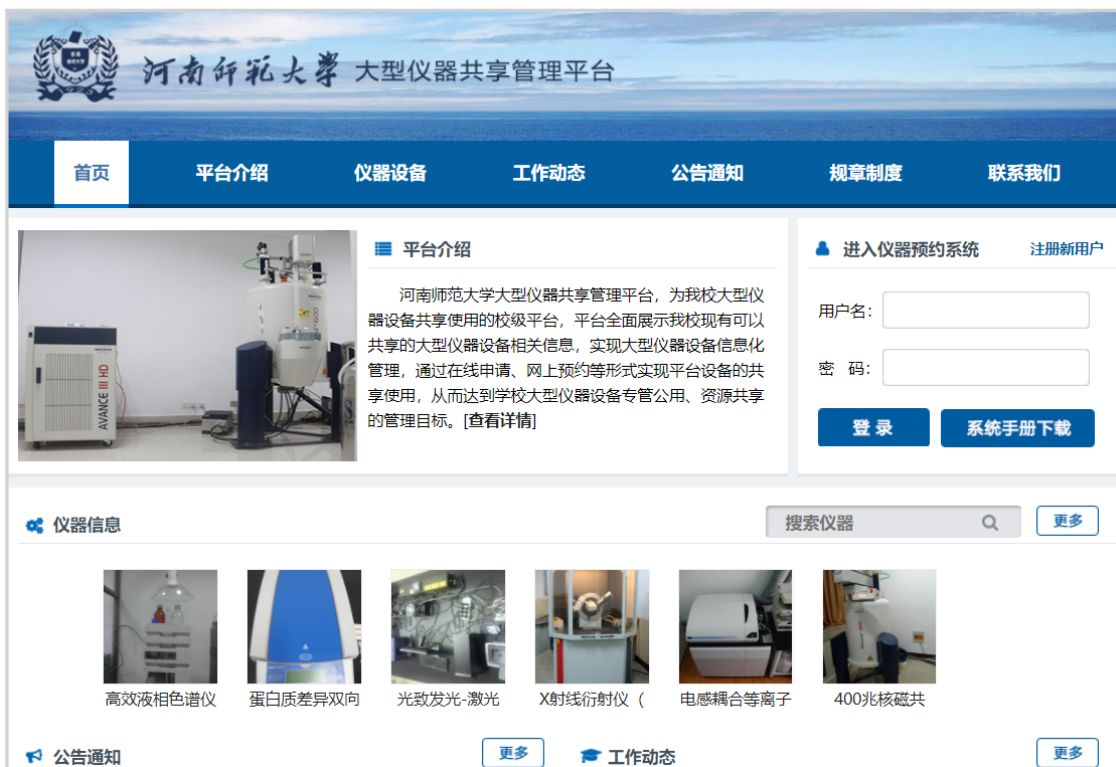 河南师范大学 大型仪器共享管理平台
首页 平台介绍 仪器设备 工作动态 公告通知 规章制度 联系我们
平台介绍
河南师范大学大型仪器共享管理平台，为我校大型仪
器设备共享使用的校级平台，平台全面展示我校现有可以
共享的大型仪器设备相关信息，实现大型仪器设备信息化
管理，通过在线申请、网上预约等形式实现平台设备的共
享使用，从而达到学校大型仪器设备专管公用、资源共享
的管理目标。[查看详情]
AVANCE III HD
进入仪器预约系统 注册新用户
用户名：
密 码：
登 录 系统手册下载
仪器信息 搜索仪器 更多
高效液相色谱仪 蛋白质差异双向 光致发光-激光 X射线衍射仪（ 电感耦合等离子 400兆核磁共
公告通知 更多 工作动态 更多